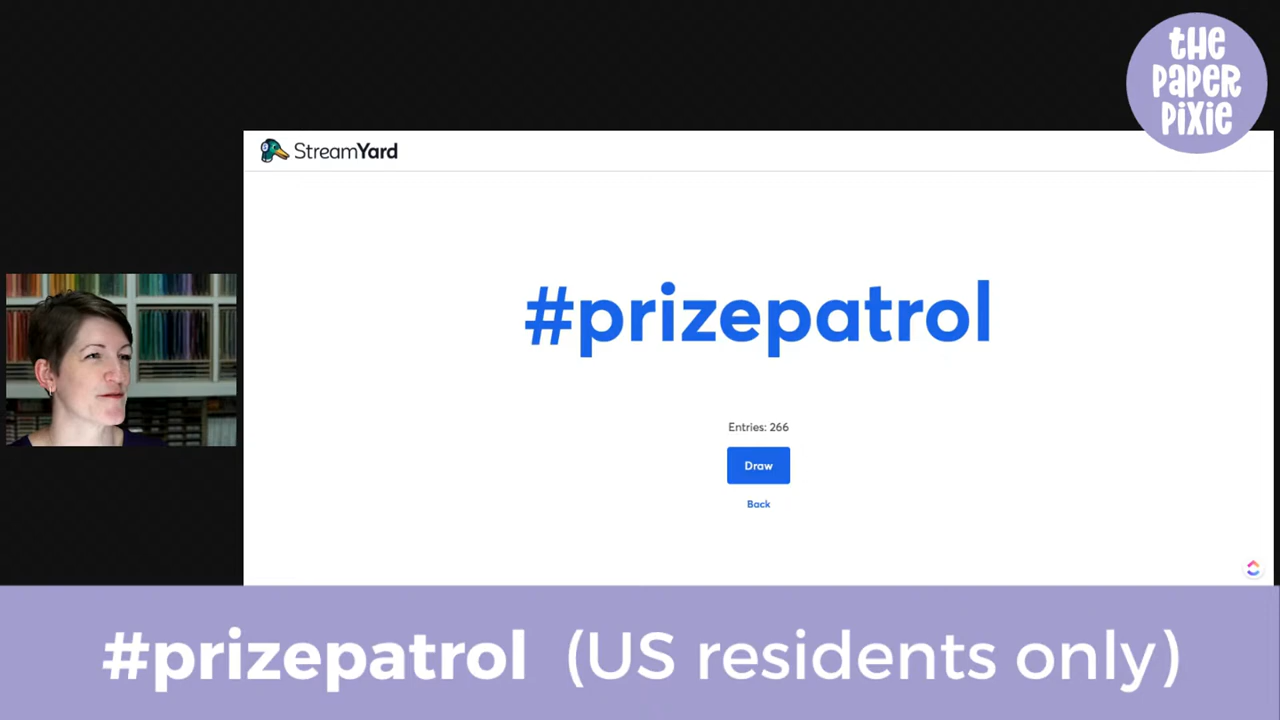 the
PAPER
PiXiE
StreamYard
#prizepatrol
Entries: 266
Draw
Back
#prizepatrol (US residents only)